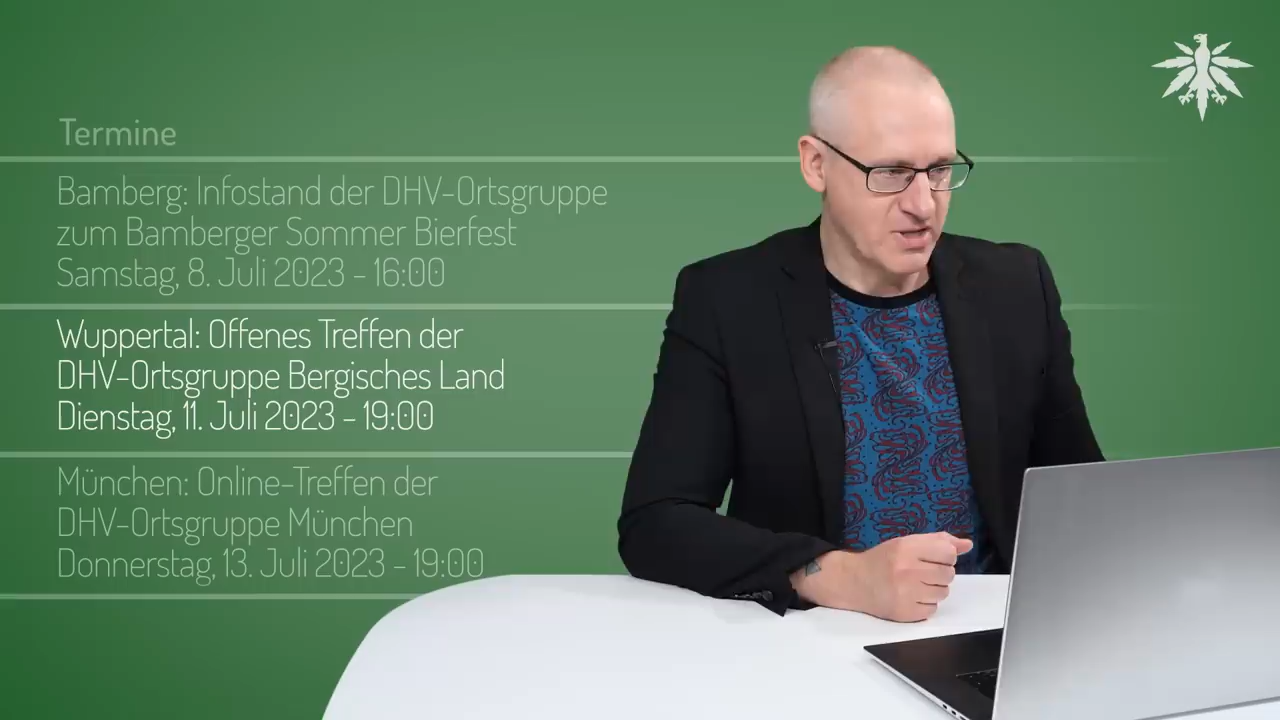 Termine
Bamberg: Infostand der DHV-Ortsgruppe
zum Bamberger Sommer Bierfest
Samstag, 8. Juli 2023 - 16:00
Wuppertal: Offenes Treffen der
DHV-Ortsgruppe Bergisches Land
Dienstag, 11. Juli 2023 - 19:00
München: Online-Treffen der
DHV-Ortsgruppe München
Donnerstag, 13. Juli 2023 - 19:00